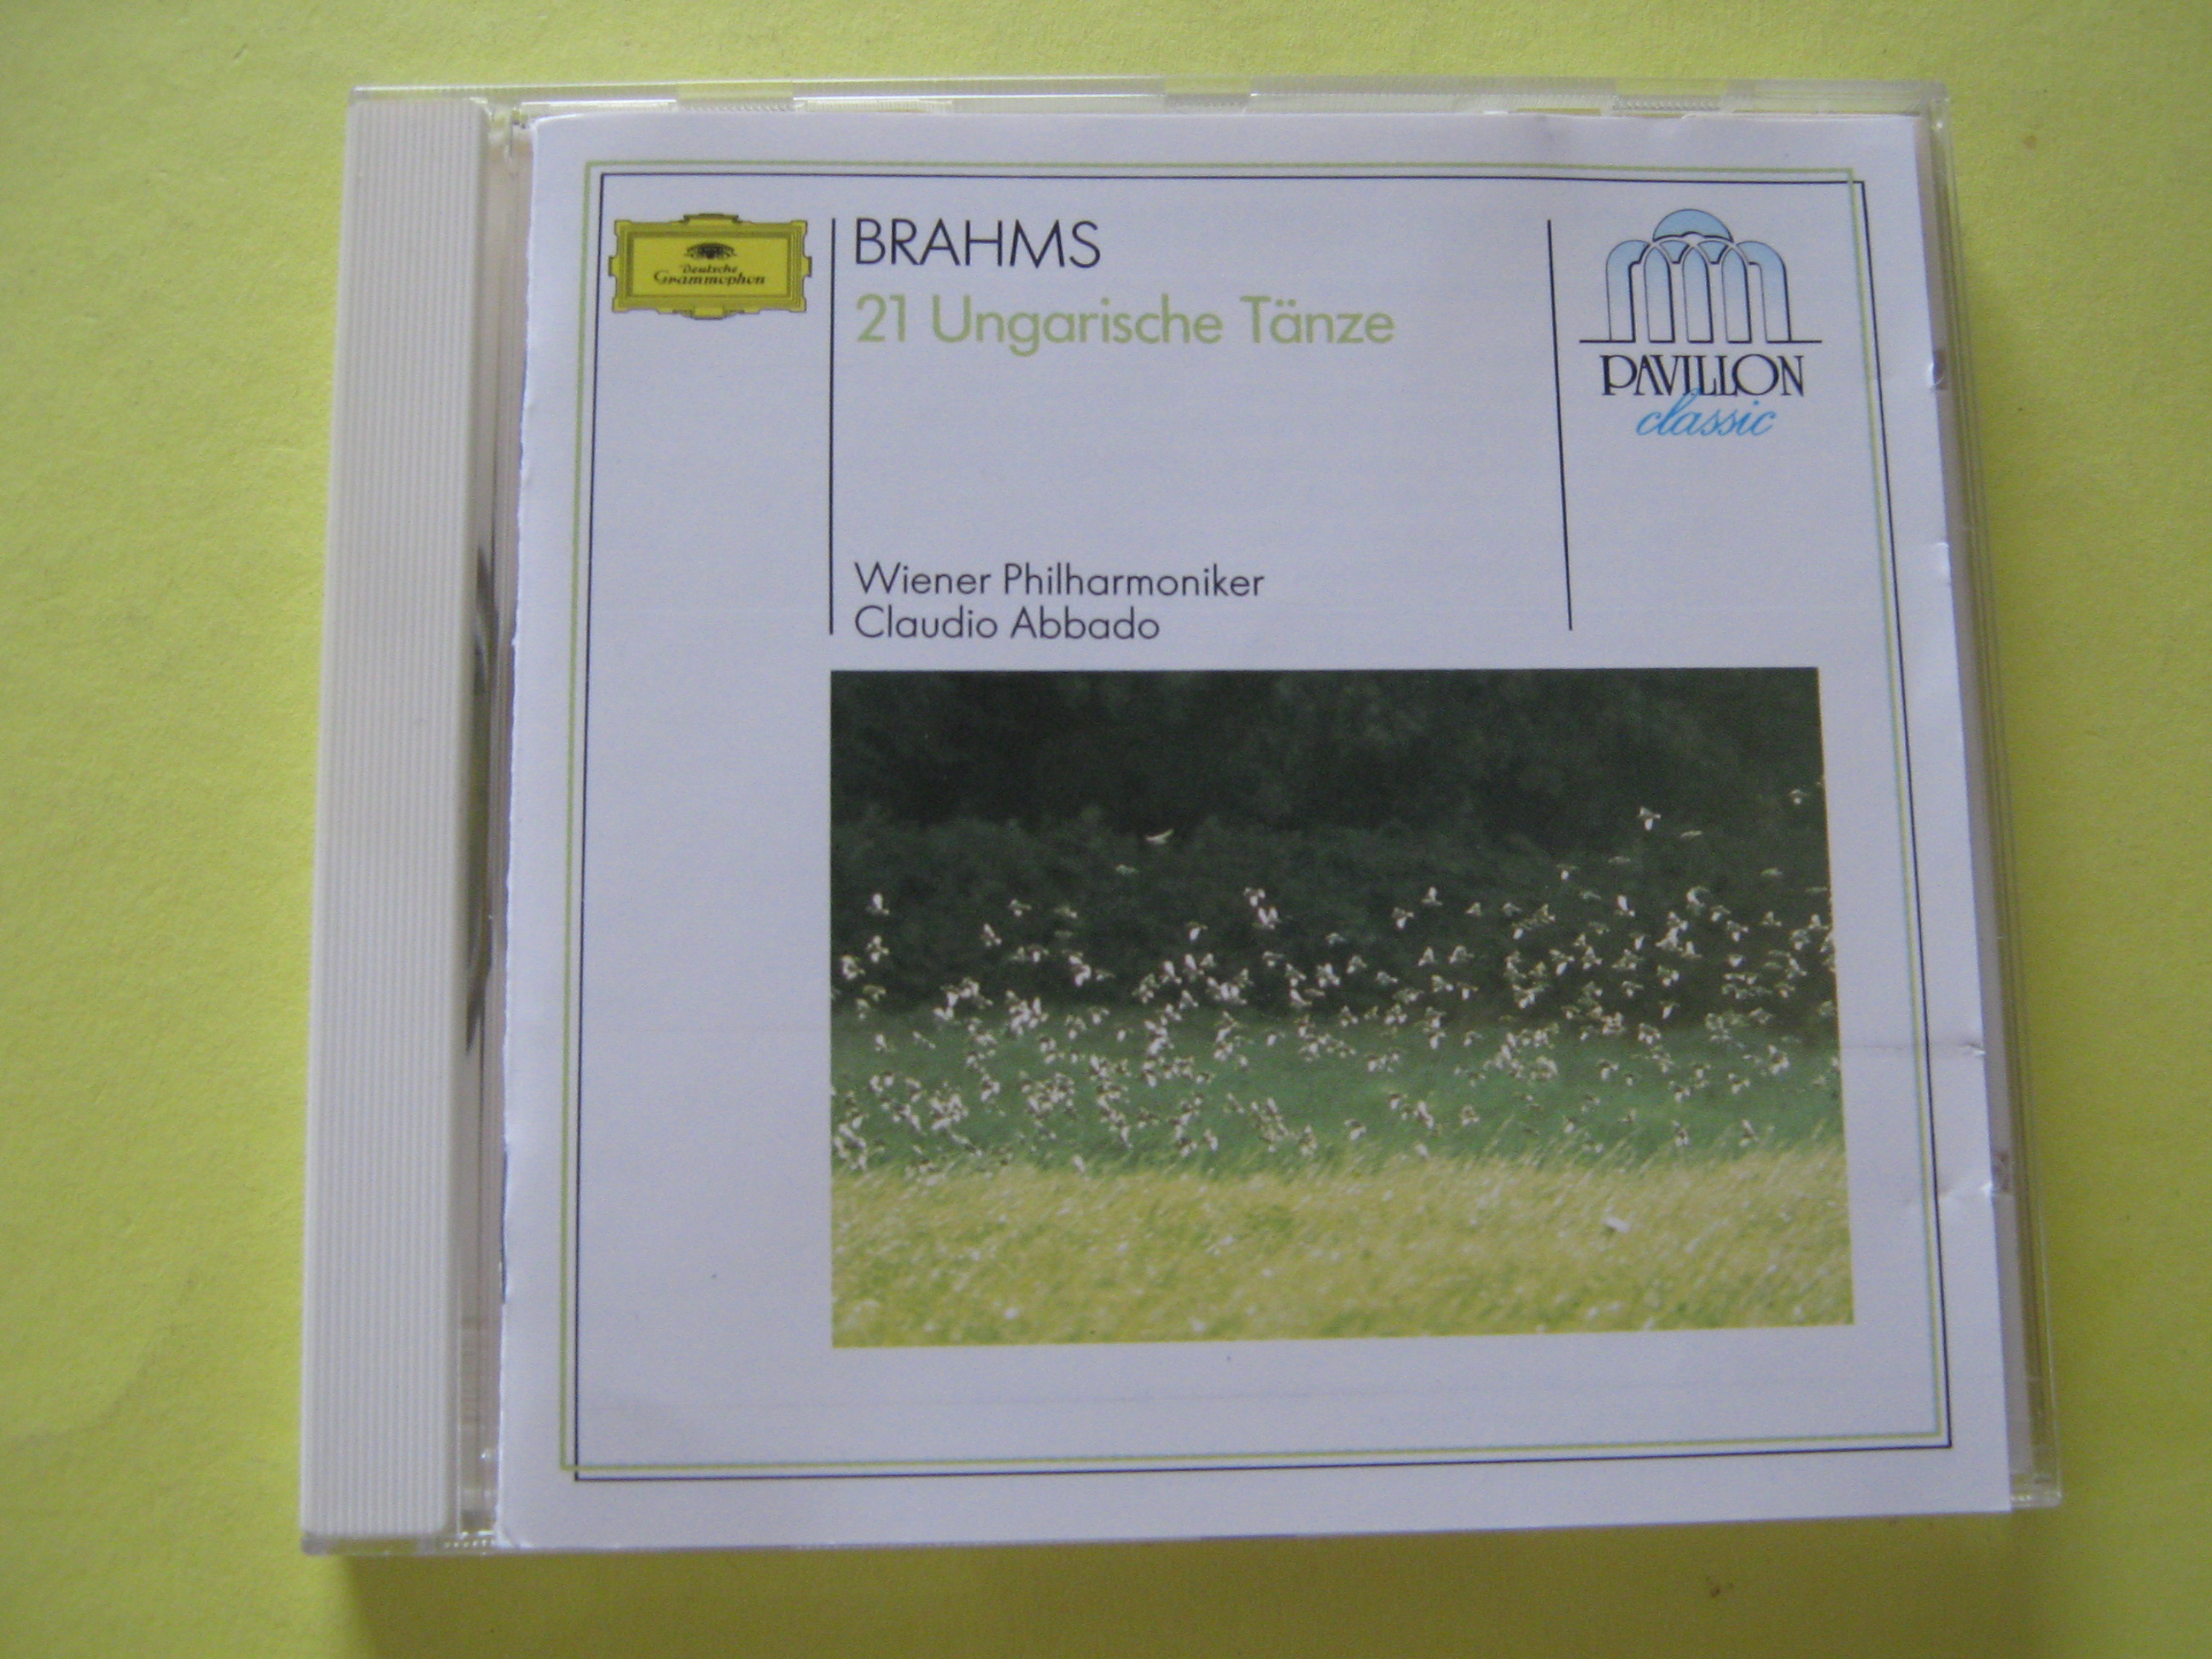 Deutsche
Grammophon
BRAHMS
21 Ungarische Tänze
PAVILLON
classic
Wiener Philharmoniker
Claudio Abbado